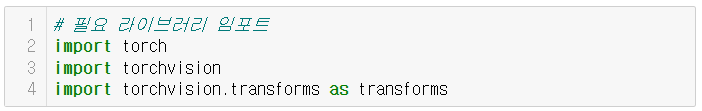 1 # 필요 라이브러리 임포트
2 import torch
3 import torchvision
4 import torchvision.transforms as transforms